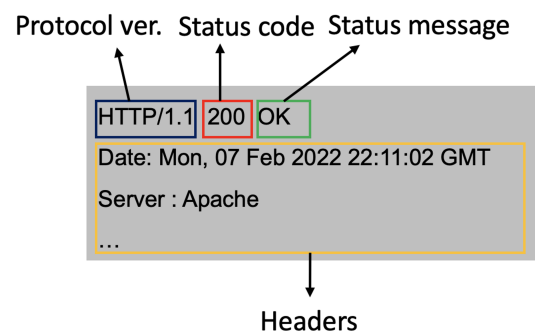 Protocol ver. Status code Status message
HTTP/1.1 200 OK
Date: Mon, 07 Feb 2022 22:11:02 GMT
Server : Apache
...
Headers